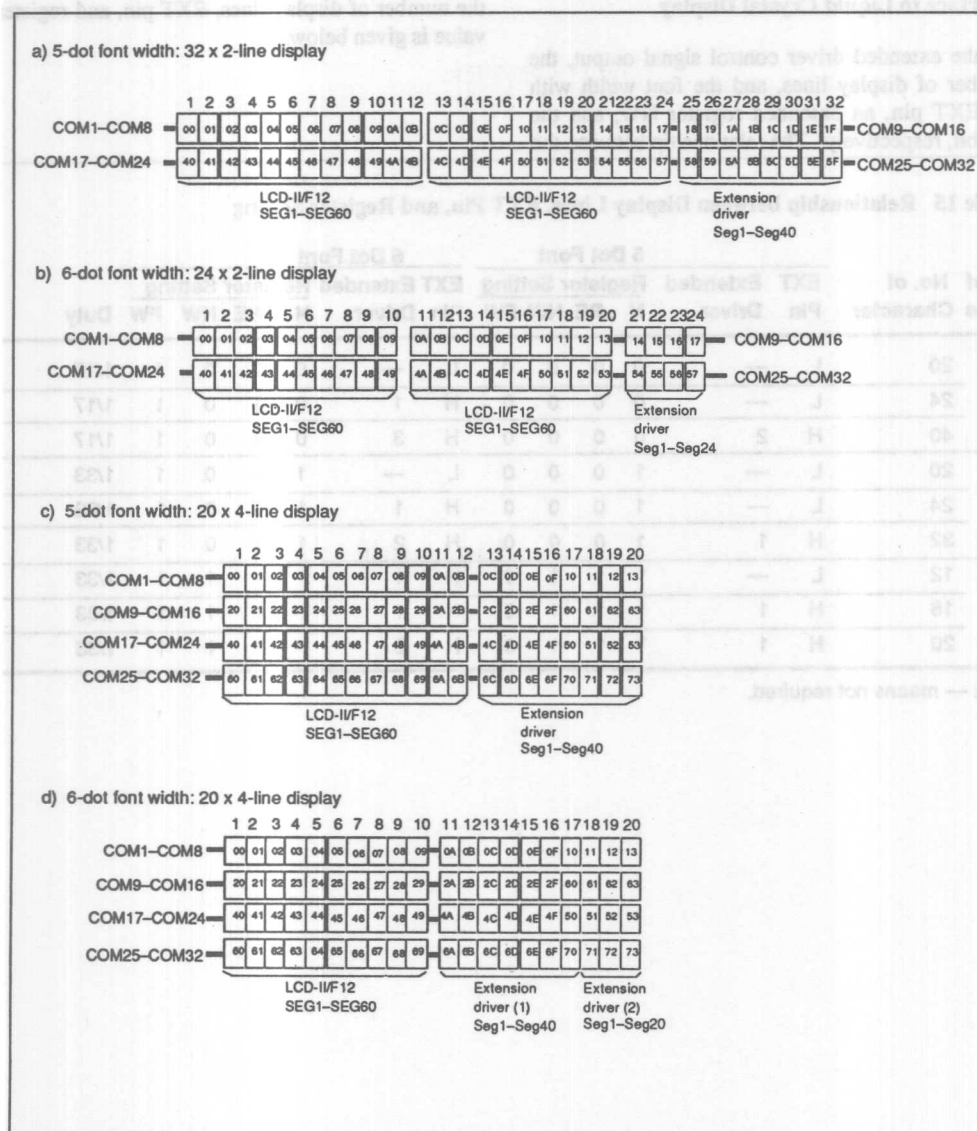 a) 5-dot font width: 32 x 2-line display
1 2 3 4 5 6 7 8 9 10 11 12 13 14 15 16 17 18 19 20 21 22 23 24 25 26 27 28 29 30 31 32
COM1–COM8 00 01 02 03 04 05 06 07 08 09 0A 0B 0C 0D 0E 0F 10 11 12 13 14 15 16 17 18 19 1A 1B 1C 1D 1E 1F COM9–COM16
COM17–COM24 40 41 42 43 44 45 46 47 48 49 4A 4B 4C 4D 4E 4F 50 51 52 53 54 55 56 57 58 59 5A 5B 5C 5D 5E 5F COM25–COM32
LCD-II/F12 LCD-II/F12 Extension
SEG1–SEG60 SEG1–SEG60 driver
Seg1–Seg40
b) 6-dot font width: 24 x 2-line display
1 2 3 4 5 6 7 8 9 10 11 12 13 14 15 16 17 18 19 20 21 22 23 24
COM1–COM8 00 01 02 03 04 05 06 07 08 09 0A 0B 0C 0D 0E 0F 10 11 12 13 14 15 16 17 COM9–COM16
COM17–COM24 40 41 42 43 44 45 46 47 48 49 4A 4B 4C 4D 4E 4F 50 51 52 53 54 55 56 57 COM25–COM32
LCD-II/F12 LCD-II/F12 Extension
SEG1–SEG60 SEG1–SEG60 driver
Seg1–Seg24
c) 5-dot font width: 20 x 4-line display
1 2 3 4 5 6 7 8 9 10 11 12 13 14 15 16 17 18 19 20
COM1–COM8 00 01 02 03 04 05 06 07 08 09 0A 0B 0C 0D 0E 0F 10 11 12 13
COM9–COM16 20 21 22 23 24 25 26 27 28 29 2A 2B 2C 2D 2E 2F 60 61 62 63
COM17–COM24 40 41 42 43 44 45 46 47 48 49 4A 4B 4C 4D 4E 4F 50 51 52 53
COM25–COM32 60 61 62 63 64 65 66 67 68 69 6A 6B 6C 6D 6E 6F 70 71 72 73
LCD-II/F12 Extension
SEG1–SEG60 driver
Seg1–Seg40
d) 6-dot font width: 20 x 4-line display
1 2 3 4 5 6 7 8 9 10 11 12 13 14 15 16 17 18 19 20
COM1–COM8 00 01 02 03 04 05 06 07 08 09 0A 0B 0C 0D 0E 0F 10 11 12 13
COM9–COM16 20 21 22 23 24 25 26 27 28 29 2A 2B 2C 2D 2E 2F 60 61 62 63
COM17–COM24 40 41 42 43 44 45 46 47 48 49 4A 4B 4C 4D 4E 4F 50 51 52 53
COM25–COM32 60 61 62 63 64 65 66 67 68 69 6A 6B 6C 6D 6E 6F 70 71 72 73
LCD-II/F12 Extension Extension
SEG1–SEG60 driver (1) driver (2)
Seg1–Seg40 Seg1–Seg20